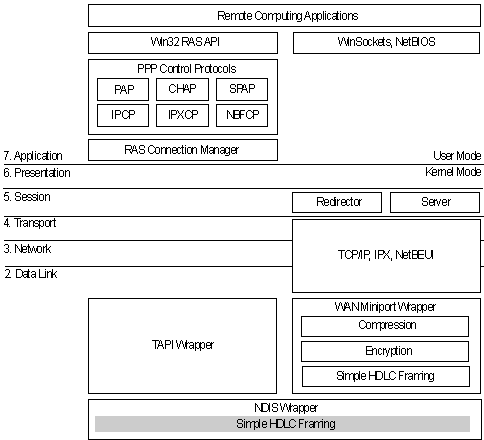 Remote Computing Applications
Win32 RAS API
WinSockets, NetBIOS
PPP Control Protocols
PAP
CHAP
SPAP
IPCP
IPXCP
NBFCP
RAS Connection Manager
7. Application
User Mode
6. Presentation
Kernel Mode
5. Session
Redirector
Server
4. Transport
3. Network
TCP/IP, IPX, NetBEUI
2. Data Link
TAPI Wrapper
WAN Miniport Wrapper
Compression
Encryption
Simple HDLC Framing
NDIS Wrapper
Simple HDLC Framing